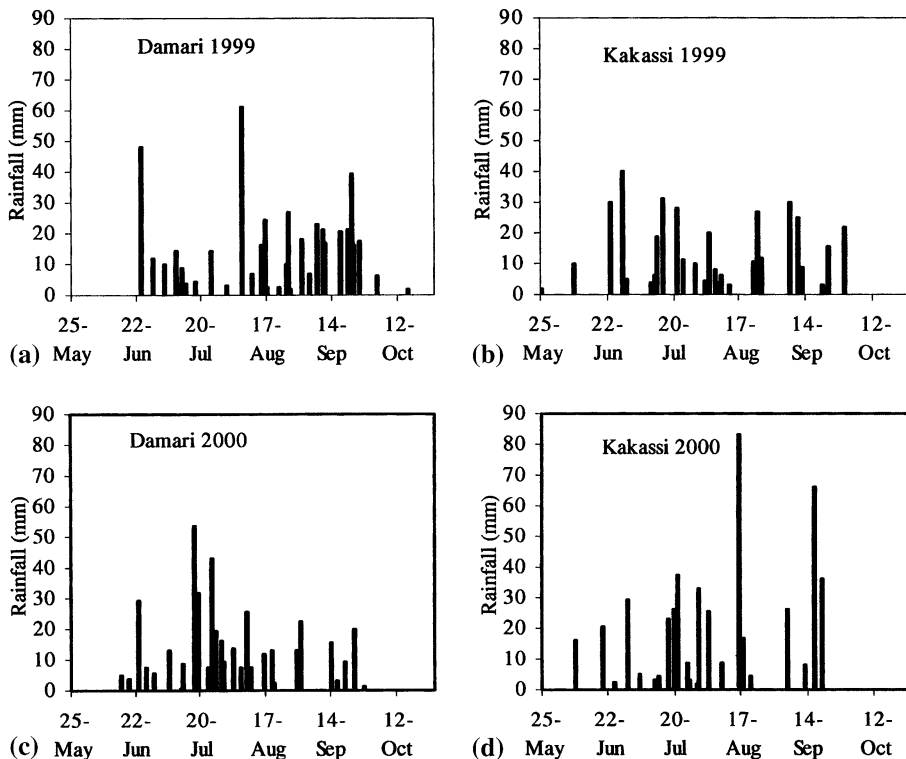 Damari 1999
Rainfall (mm)
90
80
70
60
50
40
30
20
10
0
25- 22- 20- 17- 14- 12-
(a) May Jun Jul Aug Sep Oct
Kakassi 1999
Rainfall (mm)
90
80
70
60
50
40
30
20
10
0
25- 22- 20- 17- 14- 12-
(b) May Jun Jul Aug Sep Oct
Damari 2000
Rainfall (mm)
90
80
70
60
50
40
30
20
10
0
25- 22- 20- 17- 14- 12-
(c) May Jun Jul Aug Sep Oct
Kakassi 2000
Rainfall (mm)
90
80
70
60
50
40
30
20
10
0
25- 22- 20- 17- 14- 12-
(d) May Jun Jul Aug Sep Oct